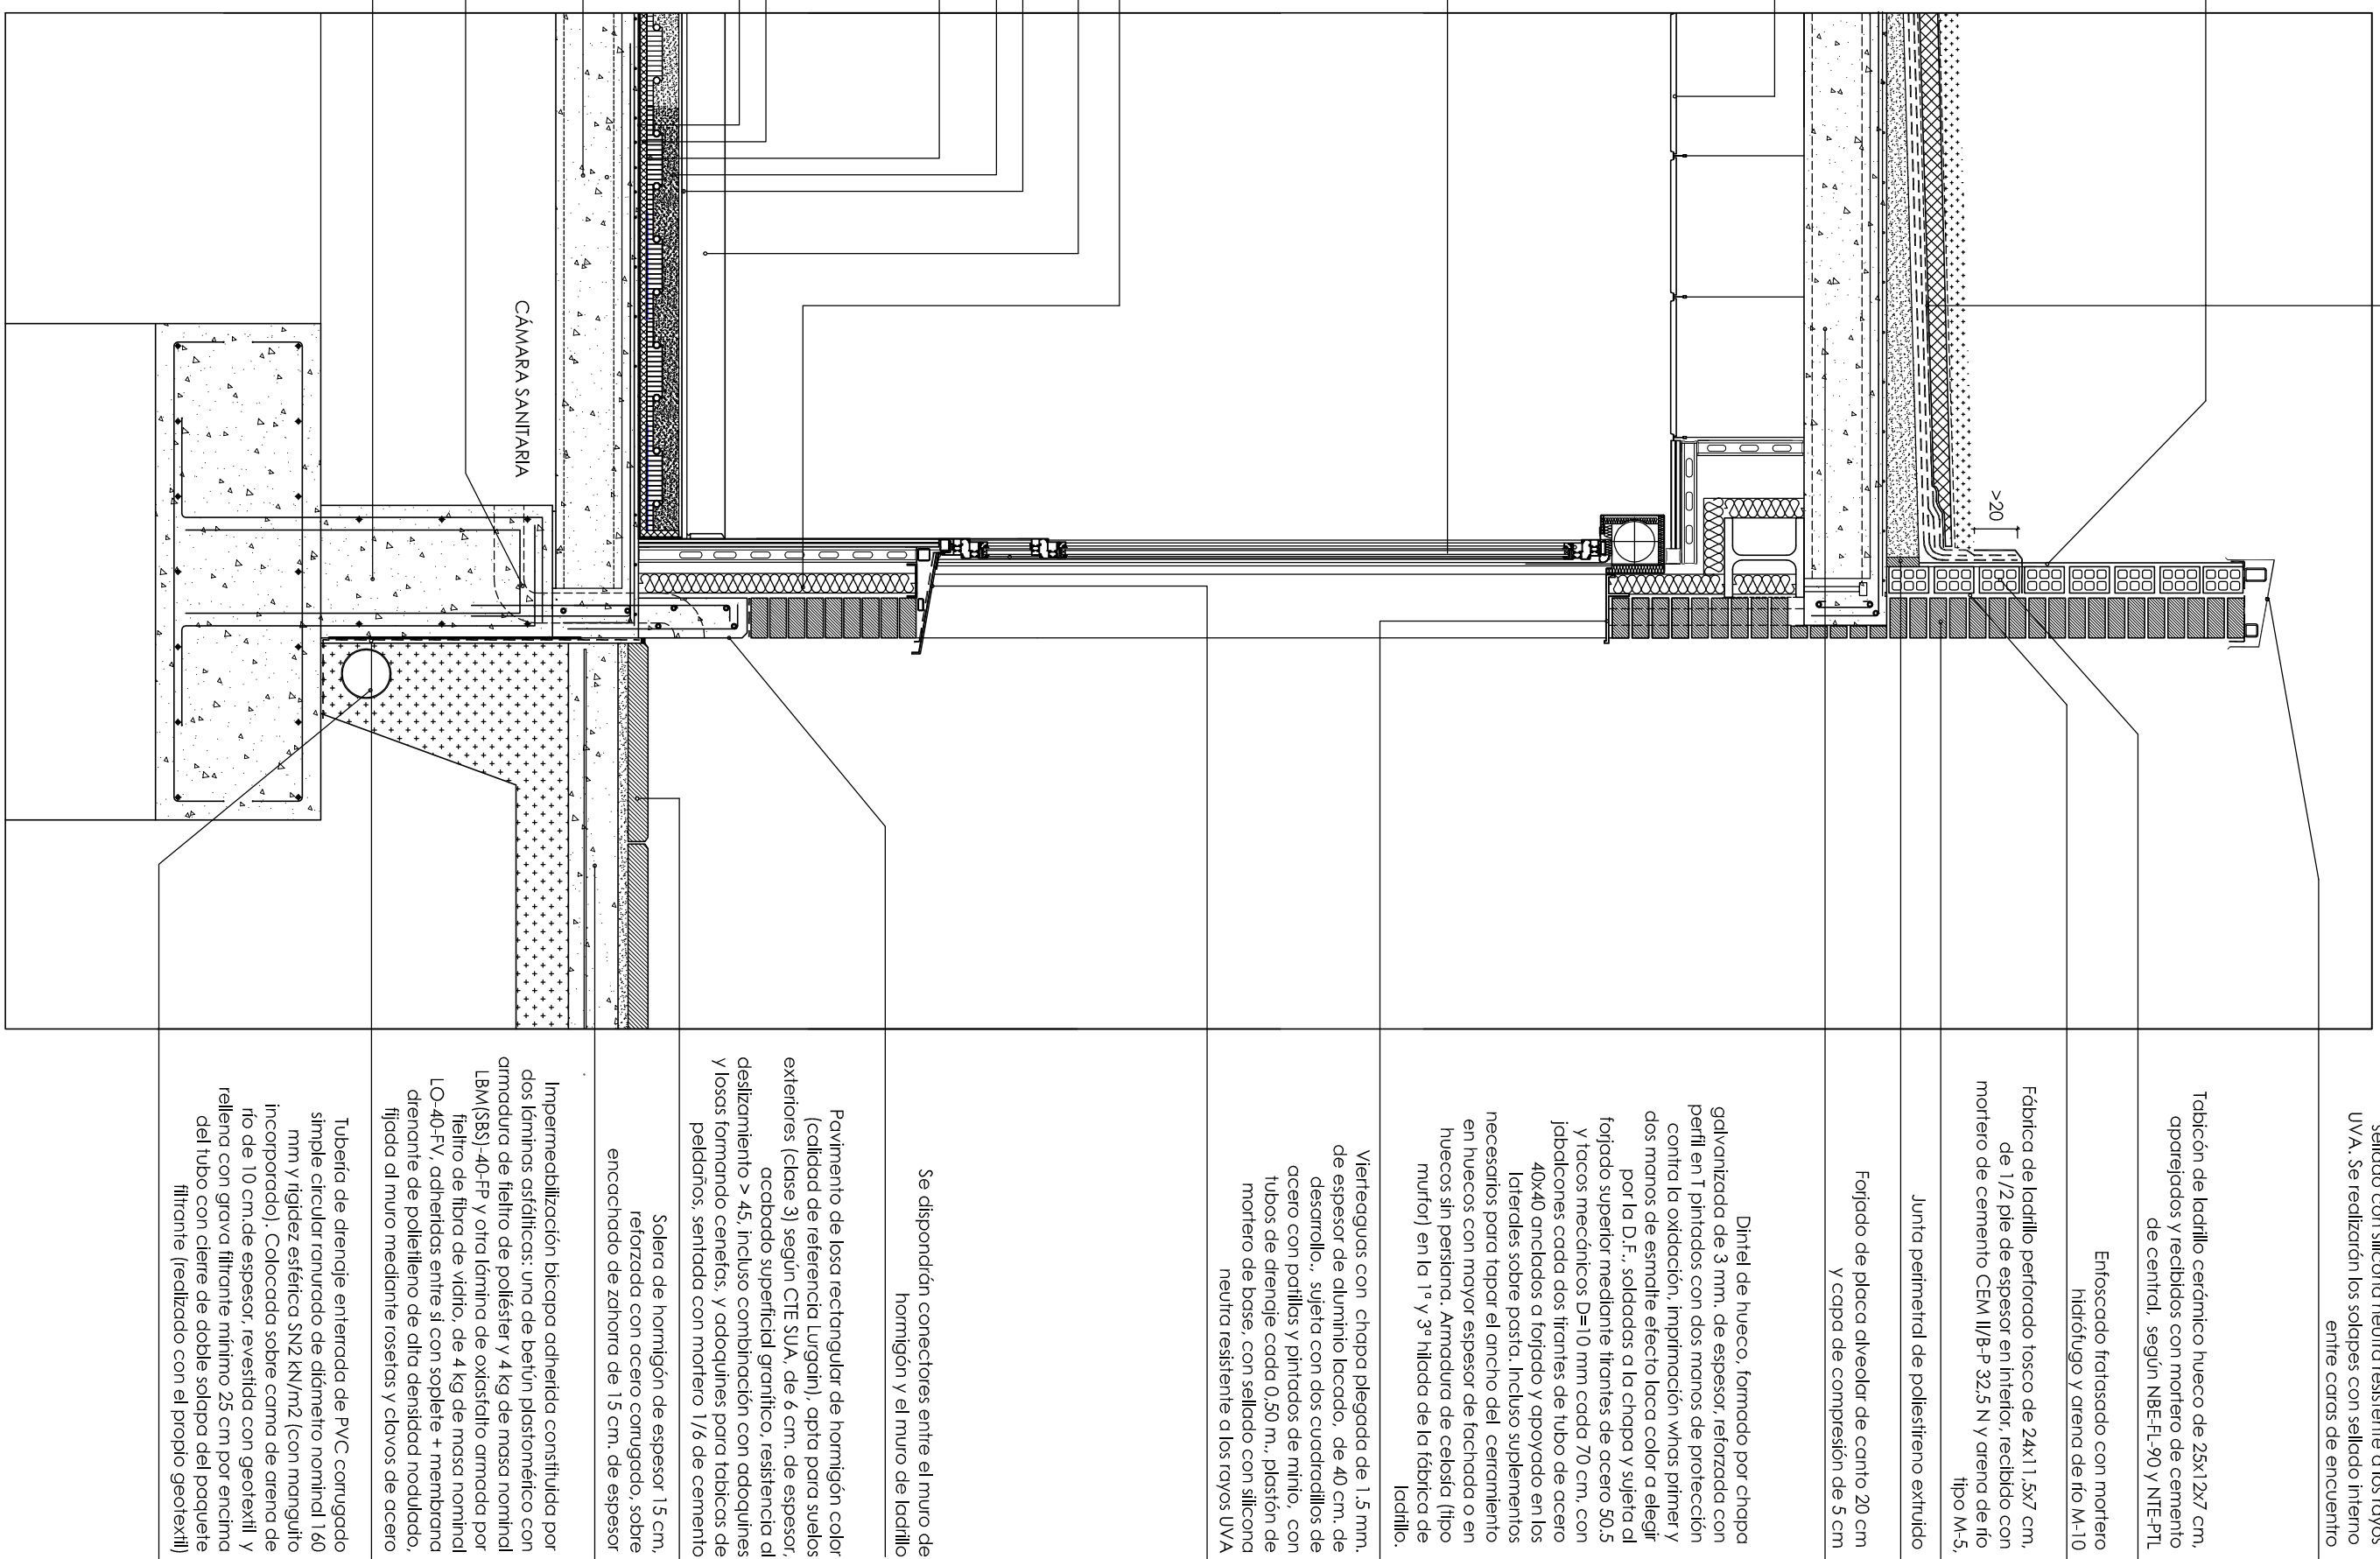 sellado con silicona neutra resistente a los rayos
UVA. Se realizarán los solapes con sellado interno
entre caras de encuentro
Tabicón de ladrillo cerámico hueco de 25x12x7 cm,
aparejados y recibidos con mortero de cemento
de central, según NBE-FL-90 y NTE-PTL
Enfoscado fratasado con mortero
hidrófugo y arena de río M-10
Fábrica de ladrillo perforado tosco de 24x11,5x7 cm,
de 1/2 pie de espesor en interior, recibido con
mortero de cemento CEM II/B-P 32,5 N y arena de río
tipo M-5,
Junta perimetral de poliestireno extruido
Forjado de placa alveolar de canto 20 cm
y capa de compresión de 5 cm
Dintel de hueco, formado por chapa
galvanizada de 3 mm. de espesor, reforzada con
perfil en T pintados con dos manos de protección
contra la oxidación, imprimación whas primer y
dos manos de esmalte efecto laca color a elegir
por la D.F., soldadas a la chapa y sujeta al
forjado superior mediante tirantes de acero 50.5
y tacos mecánicos D=10 mm cada 70 cm, con
jabalcones cada dos tirantes de tubo de acero
40x40 anclados a forjado y apoyado en los
laterales sobre pasta. Incluso suplementos
necesarios para tapar el ancho del cerramiento
en huecos con mayor espesor de fachada o en
huecos sin persiana. Armadura de celosía (tipo
murfor) en la 1º y 3º hilada de la fábrica de
ladrillo.
Vierteaguas con chapa plegada de 1.5 mm.
de espesor de aluminio lacado, de 40 cm. de
desarrollo,, sujeta con dos cuadradillos de
acero con patillas y pintados de minio, con
tubos de drenaje cada 0,50 m., plastón de
mortero de base, con sellado con silicona
neutra resistente a los rayos UVA
Se dispondrán conectores entre el muro de
hormigón y el muro de ladrillo
Pavimento de losa rectangular de hormigón color
(calidad de referencia Lurgain), apta para suelos
exteriores (clase 3) según CTE SUA, de 6 cm. de espesor,
acabado superficial granítico, resistencia al
deslizamiento > 45, incluso combinación con adoquines
y losas formando cenefas, y adoquines para tabicas de
peldaños, sentada con mortero 1/6 de cemento
Solera de hormigón de espesor 15 cm,
reforzada con acero corrugado, sobre
encachado de zahorra de 15 cm. de espesor
Impermeabilización bicapa adherida constituida por
dos láminas asfálticas: una de betún plastomérico con
armadura de fieltro de poliéster y 4 kg de masa nominal
LBM(SBS)-40-FP y otra lámina de oxiasfalto armada por
fieltro de fibra de vidrio, de 4 kg de masa nominal
LO-40-FV, adheridas entre si con soplete + membrana
drenante de polietileno de alta densidad nodulado,
fijada al muro mediante rosetas y clavos de acero
Tubería de drenaje enterrada de PVC corrugado
simple circular ranurado de diámetro nominal 160
mm y rigidez esférica SN2 kN/m2 (con manguito
incorporado). Colocada sobre cama de arena de
río de 10 cm.de espesor, revestida con geotextil y
rellena con grava filtrante mínimo 25 cm por encima
del tubo con cierre de doble solapa del paquete
filtrante (realizado con el propio geotextil)
>20
CÁMARA SANITARIA